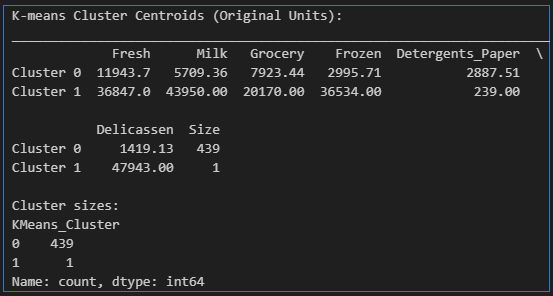 K-means Cluster Centroids (Original Units):
Fresh Milk Grocery Frozen Detergents_Paper \
Cluster 0 11943.7 5709.36 7923.44 2995.71 2887.51
Cluster 1 36847.0 43950.00 20170.00 36534.00 239.00
Delicassen Size
Cluster 0 1419.13 439
Cluster 1 47943.00 1
Cluster sizes:
KMeans_Cluster
0 439
1 1
Name: count, dtype: int64